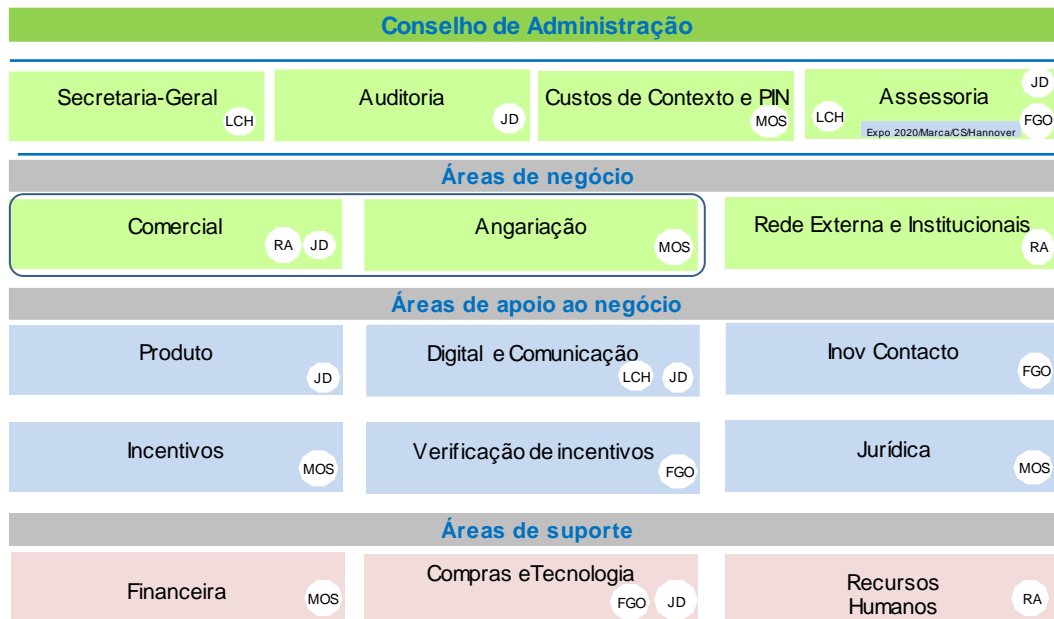 Conselho de Administração
Secretaria-Geral
LCH
Auditoria
JD
Custos de Contexto e PIN
MOS
Assessoria
JD
LCH
FGO
Expo 2020/Marca/CS/Hannover
Áreas de negócio
Comercial
RA JD
Angariação
MOS
Rede Externa e Institucionais
RA
Áreas de apoio ao negócio
Produto
JD
Digital e Comunicação
LCH JD
Inov Contacto
FGO
Incentivos
MOS
Verificação de incentivos
FGO
Jurídica
MOS
Áreas de suporte
Financeira
MOS
Compras eTecnologia
FGO JD
Recursos
Humanos
RA